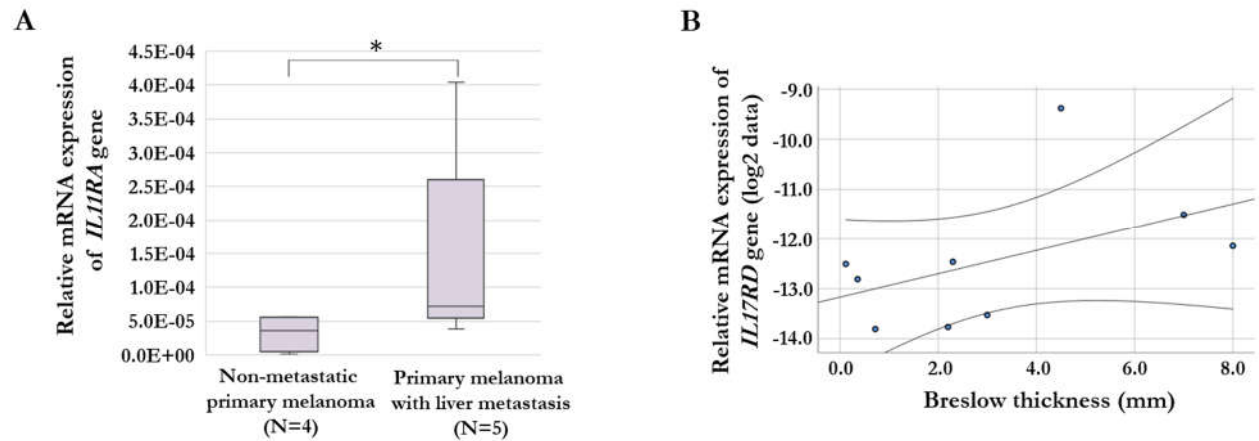 A
Relative mRNA expression
of IL11RA gene
4.5E-04
4.0E-04
3.5E-04
3.0E-04
2.5E-04
2.0E-04
1.5E-04
1.0E-04
5.0E-05
0.0E+00
*
Non-metastatic
primary melanoma
(N=4)
Primary melanoma
with liver metastasis
(N=5)
B
Relative mRNA expression of
IL17RD gene (log2 data)
-9.0
-10.0
-11.0
-12.0
-13.0
-14.0
0.0
2.0
4.0
6.0
8.0
Breslow thickness (mm)